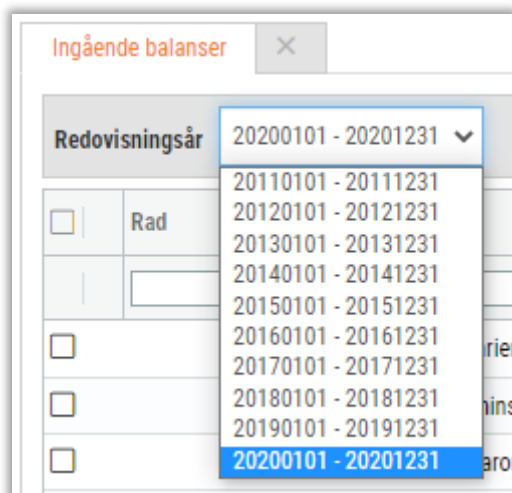 Ingående balanser
Redovisningsår 20200101 - 20201231
20110101 - 20111231
Rad
20120101 - 20121231
20130101 - 20131231
20140101 - 20141231
20150101 - 20151231
20160101 - 20161231
20170101 - 20171231
20180101 - 20181231
20190101 - 20191231
20200101 - 20201231